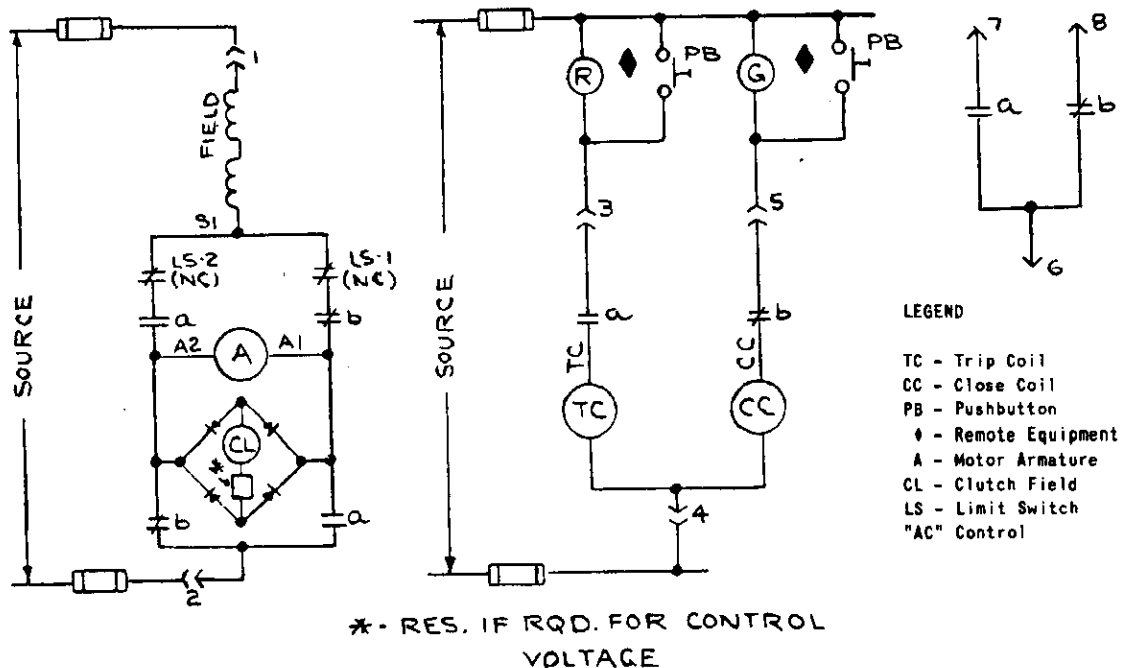 1
FIELD
S1
LS-2
(NC)
LS-1
(NC)
a
b
A2
A
A1
CL
*
b
a
2
SOURCE
R
PB
G
PB
3
5
a
b
TC
CC
TC
CC
4
SOURCE
7
8
a
b
6
LEGEND
TC - Trip Coil
CC - Close Coil
PB - Pushbutton
♦ - Remote Equipment
A - Motor Armature
CL - Clutch Field
LS - Limit Switch
"AC" Control
*- RES. IF RQD. FOR CONTROL
VOLTAGE